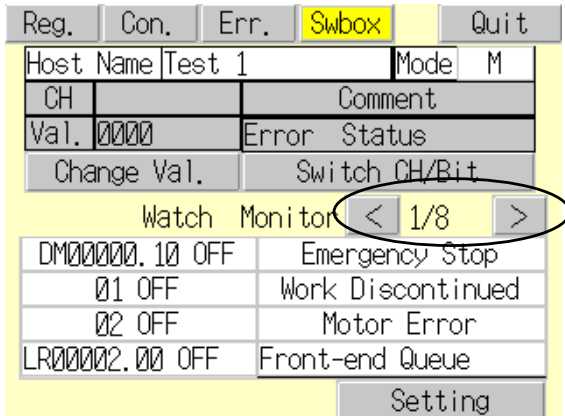 Reg. Con. Err. Swbox Quit
Host Name Test 1 Mode M
CH Comment
Val. 0000 Error Status
Change Val. Switch CH/Bit
Watch Monitor < 1/8 >
DM00000.10 OFF Emergency Stop
01 OFF Work Discontinued
02 OFF Motor Error
LR00002.00 OFF Front-end Queue
Setting